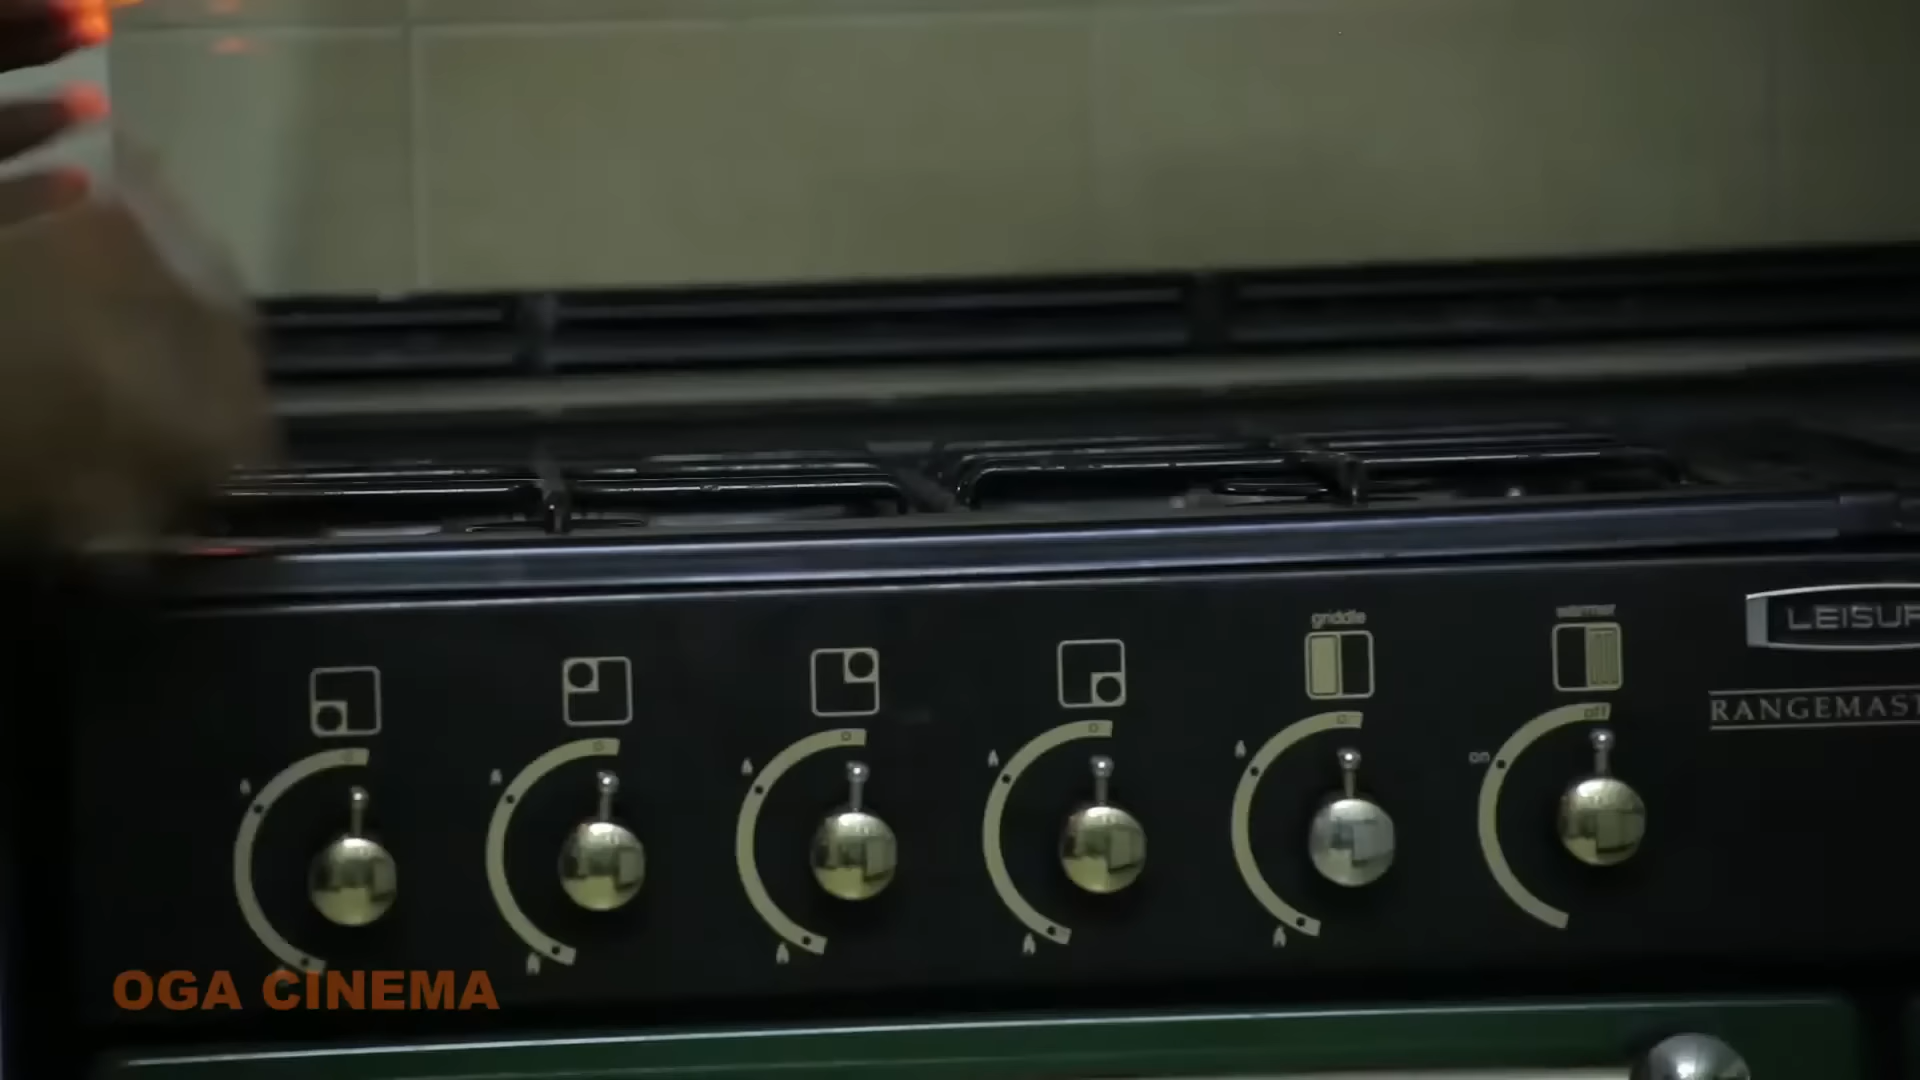 griddle
warmer
off
on
LEISUR
RANGEMAST
OGA CINEMA